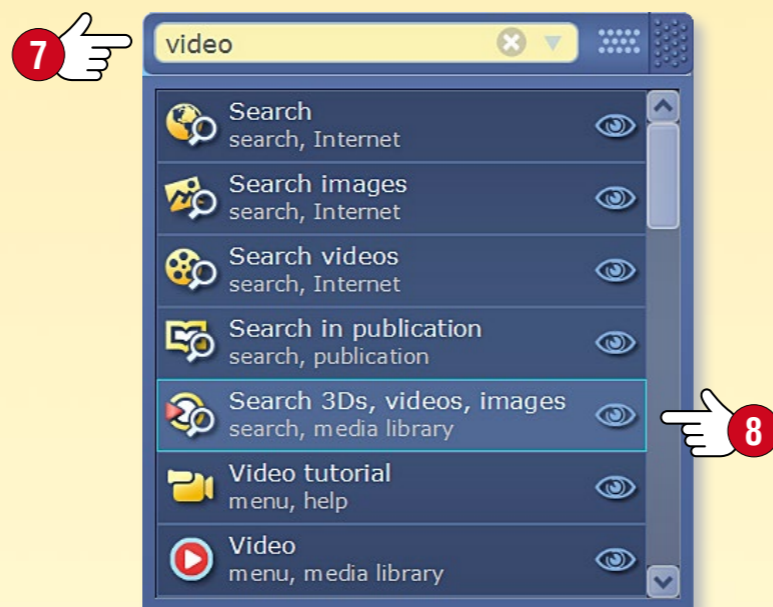 7
video
Search
search, Internet
Search images
search, Internet
Search videos
search, Internet
Search in publication
search, publication
Search 3Ds, videos, images
search, media library
8
Video tutorial
menu, help
Video
menu, media library